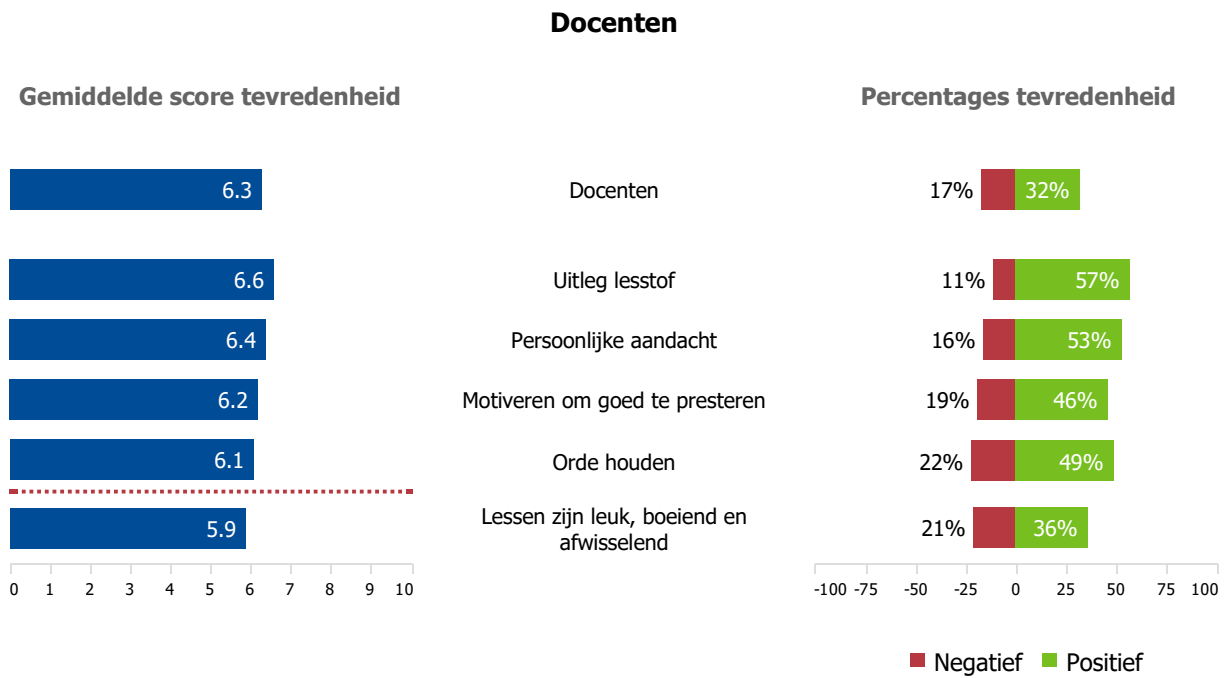 Docenten
Gemiddelde score tevredenheid
Percentages tevredenheid
6.3 Docenten 17% 32%
6.6 Uitleg lesstof 11% 57%
6.4 Persoonlijke aandacht 16% 53%
6.2 Motiveren om goed te presteren 19% 46%
6.1 Orde houden 22% 49%
5.9 Lessen zijn leuk, boeiend en 21% 36%
afwisselend
0 1 2 3 4 5 6 7 8 9 10
-100 -75 -50 -25 0 25 50 75 100
Negatief Positief